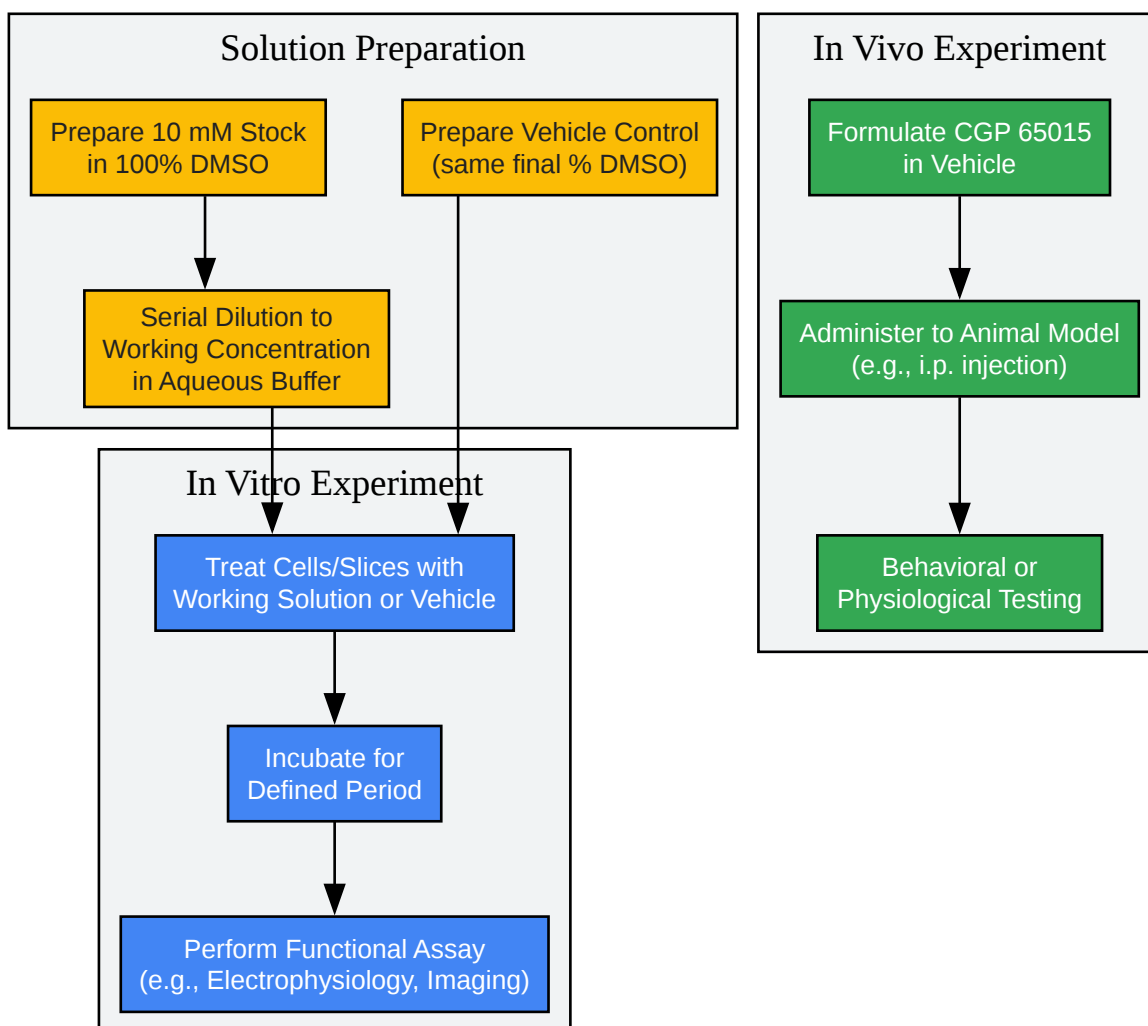 Solution Preparation
Prepare 10 mM Stock
in 100% DMSO
Prepare Vehicle Control
(same final % DMSO)
Serial Dilution to
Working Concentration
in Aqueous Buffer
In Vitro Experiment
Treat Cells/Slices with
Working Solution or Vehicle
Incubate for
Defined Period
Perform Functional Assay
(e.g., Electrophysiology, Imaging)
In Vivo Experiment
Formulate CGP 65015
in Vehicle
Administer to Animal Model
(e.g., i.p. injection)
Behavioral or
Physiological Testing